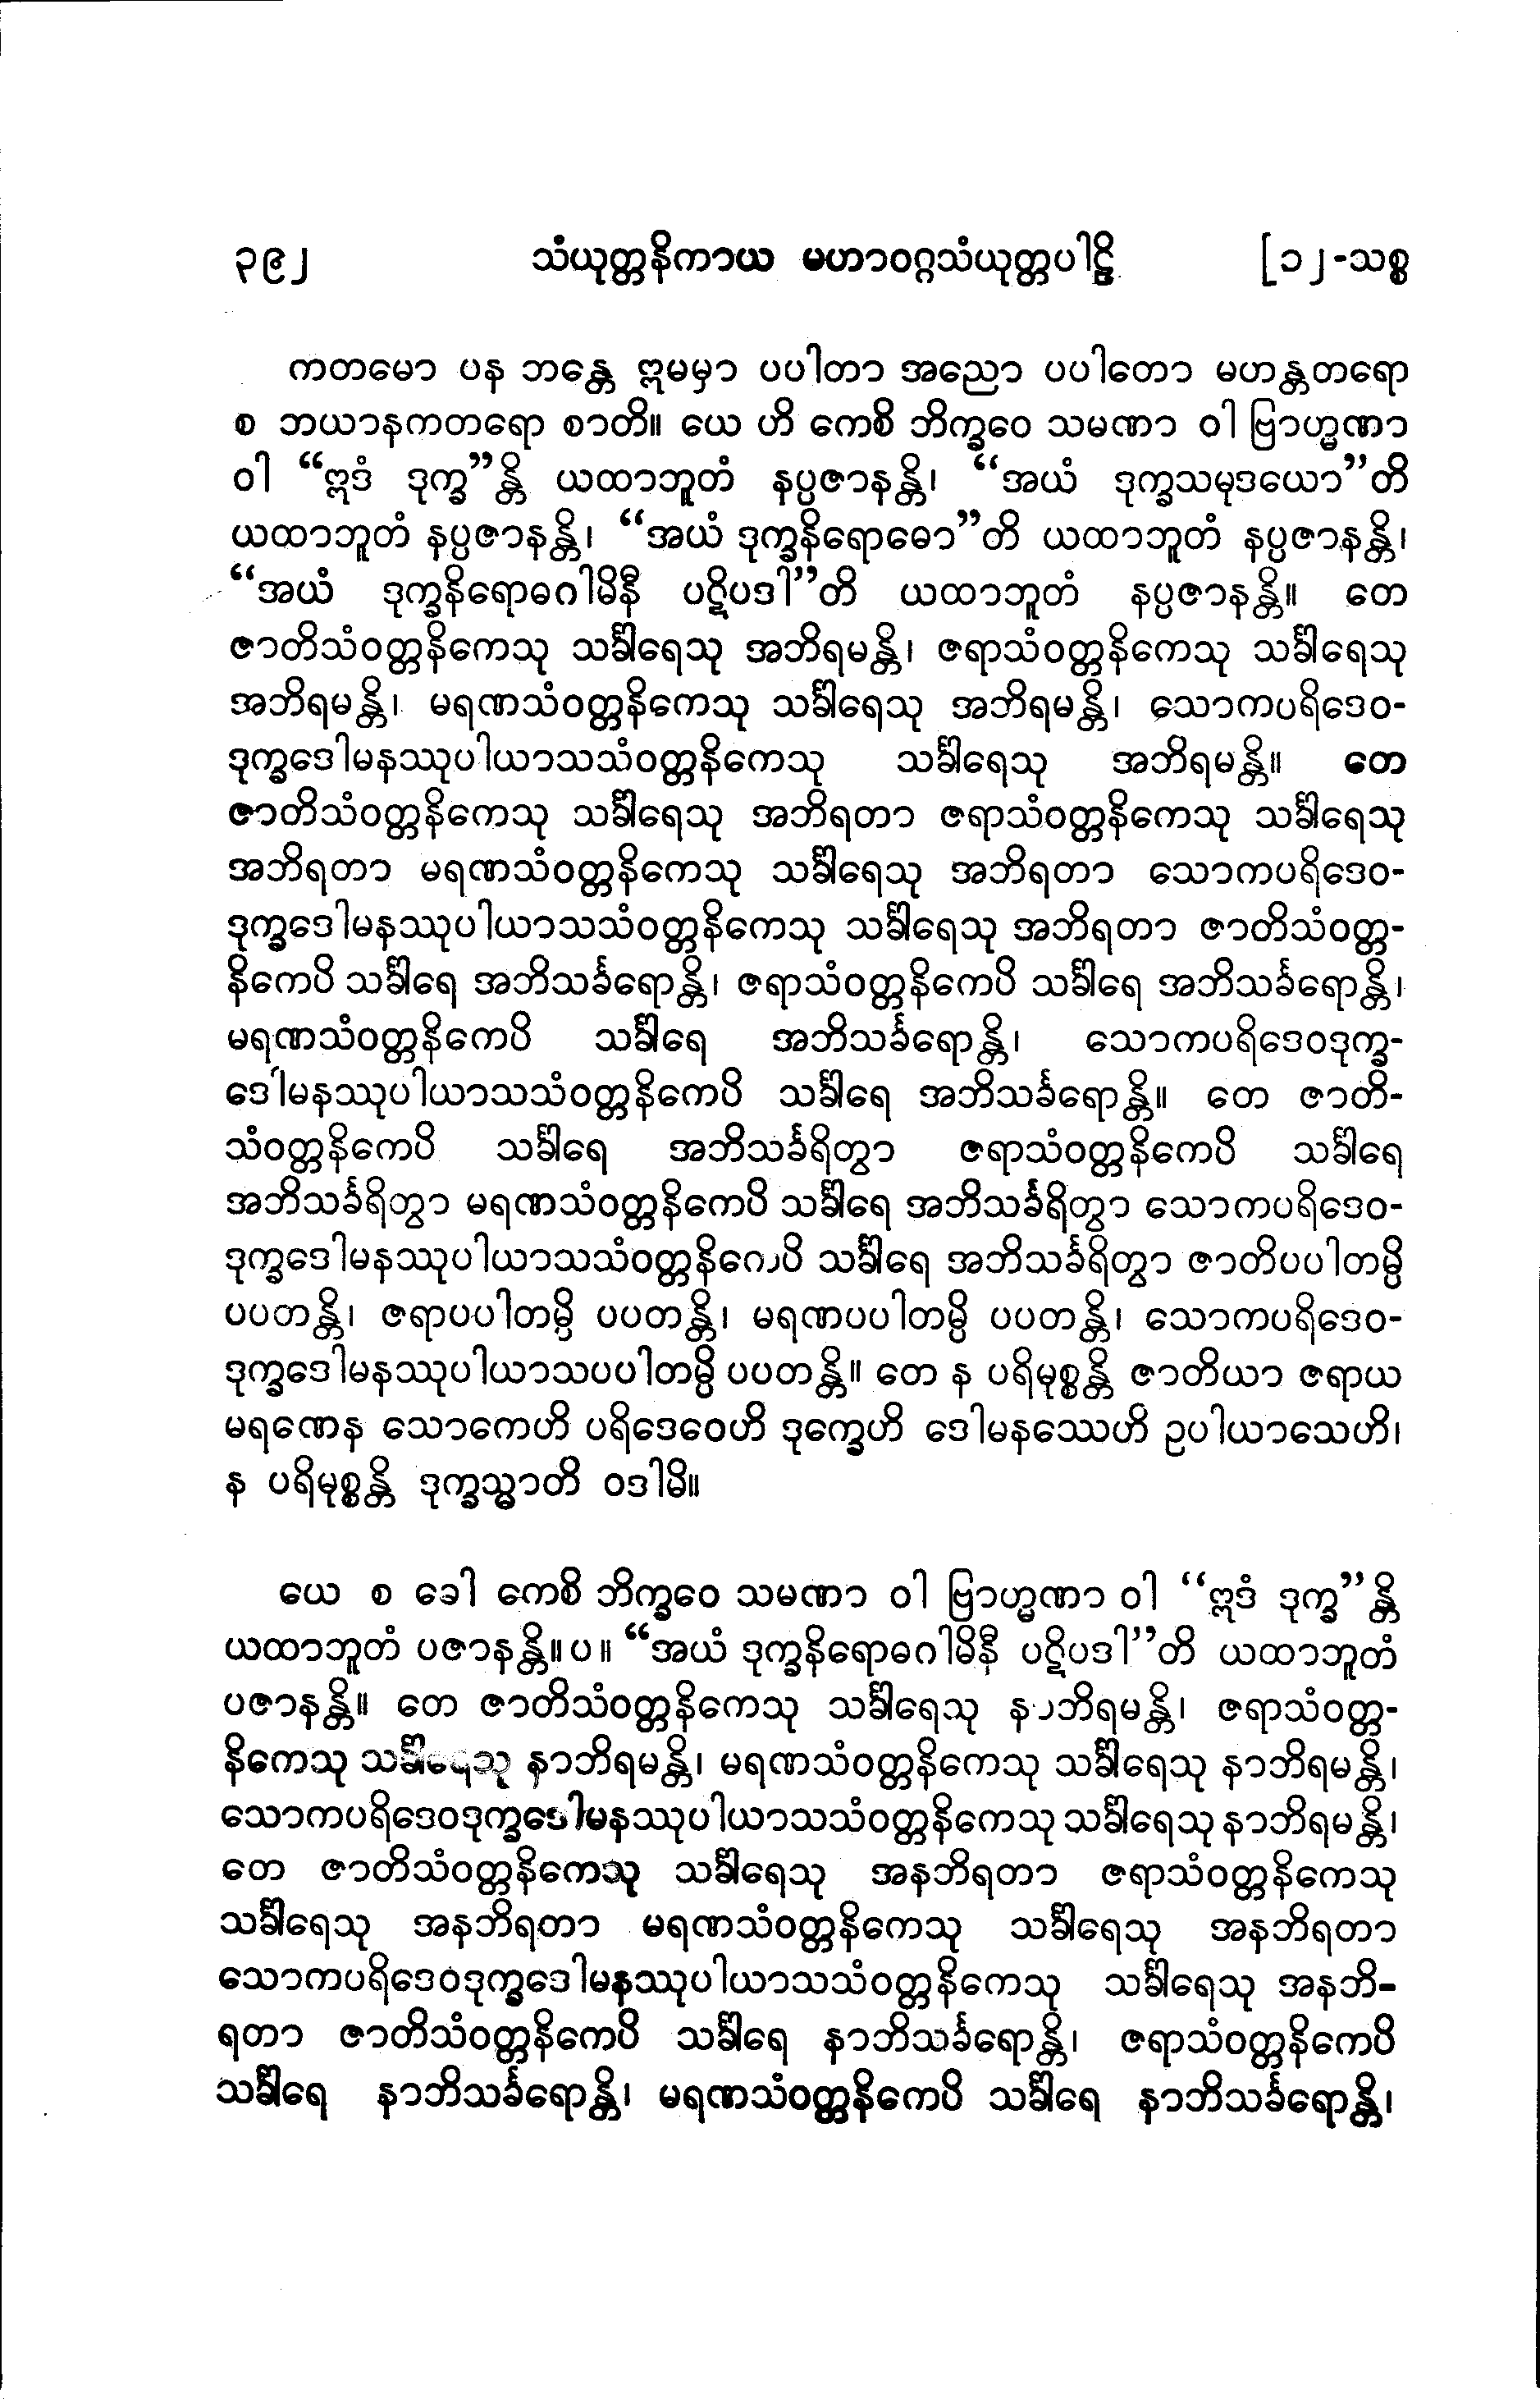 ၃၉၂ သံယုတ္တနိကာယ မဟာဝဂ္ဂသံယုတ္တပါဠိ [၁၂-သစ္စ
ကတမော ပန ဘန္တေ ဣမမှာ ပပါတာ အညော ပပါတော မဟန္တတရော
စ ဘယာနကတရော စာတိ။ ယေ ဟိ ကေစိ ဘိက္ခဝေ သမဏာ ဝါ ဗြာဟ္မဏာ
ဝါ “ဣဒံ ဒုက္ခ”န္တိ ယထာဘူတံ နပ္ပဇာနန္တိ၊ “အယံ ဒုက္ခသမုဒယော”တိ
ယထာဘူတံ နပ္ပဇာနန္တိ၊ “အယံ ဒုက္ခနိရောဓော”တိ ယထာဘူတံ နပ္ပဇာနန္တိ၊
“အယံ ဒုက္ခနိရောဓဂါမိနီ ပဋိပဒါ”တိ ယထာဘူတံ နပ္ပဇာနန္တိ။ တေ
ဇာတိသံဝတ္တနိကေသု သင်္ခါရေသု အဘိရမန္တိ၊ ဇရာသံဝတ္တနိကေသု သင်္ခါရေသု
အဘိရမန္တိ၊ မရဏသံဝတ္တနိကေသု သင်္ခါရေသု အဘိရမန္တိ၊ သောကပရိဒေဝ-
ဒုက္ခဒေါမနဿုပါယာသသံဝတ္တနိကေသု သင်္ခါရေသု အဘိရမန္တိ။ တေ
ဇာတိသံဝတ္တနိကေသု သင်္ခါရေသု အဘိရတာ ဇရာသံဝတ္တနိကေသု သင်္ခါရေသု
အဘိရတာ မရဏသံဝတ္တနိကေသု သင်္ခါရေသု အဘိရတာ သောကပရိဒေဝ-
ဒုက္ခဒေါမနဿုပါယာသသံဝတ္တနိကေသု သင်္ခါရေသု အဘိရတာ ဇာတိသံဝတ္တ-
နိကေပိ သင်္ခါရေ အဘိသင်္ခရောန္တိ၊ ဇရာသံဝတ္တနိကေပိ သင်္ခါရေ အဘိသင်္ခရောန္တိ၊
မရဏသံဝတ္တနိကေပိ သင်္ခါရေ အဘိသင်္ခရောန္တိ၊ သောကပရိဒေဝဒုက္ခ-
ဒေါမနဿုပါယာသသံဝတ္တနိကေပိ သင်္ခါရေ အဘိသင်္ခရောန္တိ။ တေ ဇာတိ-
သံဝတ္တနိကေပိ သင်္ခါရေ အဘိသင်္ခရိတွာ ဇရာသံဝတ္တနိကေပိ သင်္ခါရေ
အဘိသင်္ခရိတွာ မရဏသံဝတ္တနိကေပိ သင်္ခါရေ အဘိသင်္ခရိတွာ သောကပရိဒေဝ-
ဒုက္ခဒေါမနဿုပါယာသသံဝတ္တနိကေပိ သင်္ခါရေ အဘိသင်္ခရိတွာ ဇာတိပပါတမ္ပိ
ပပတန္တိ၊ ဇရာပပါတမ္ပိ ပပတန္တိ၊ မရဏပပါတမ္ပိ ပပတန္တိ၊ သောကပရိဒေဝ-
ဒုက္ခဒေါမနဿုပါယာသပပါတမ္ပိ ပပတန္တိ။ တေ န ပရိမုစ္စန္တိ ဇာတိယာ ဇရာယ
မရဏေန သောကေဟိ ပရိဒေဝေဟိ ဒုက္ခေဟိ ဒေါမနဿေဟိ ဥပါယာသေဟိ၊
န ပရိမုစ္စန္တိ ဒုက္ခသ္မာတိ ဝဒါမိ။
ယေ စ ခေါ ကေစိ ဘိက္ခဝေ သမဏာ ဝါ ဗြာဟ္မဏာ ဝါ “ဣဒံ ဒုက္ခ”န္တိ
ယထာဘူတံ ပဇာနန္တိ။ပ။ “အယံ ဒုက္ခနိရောဓဂါမိနီ ပဋိပဒါ”တိ ယထာဘူတံ
ပဇာနန္တိ။ တေ ဇာတိသံဝတ္တနိကေသု သင်္ခါရေသု နာဘိရမန္တိ၊ ဇရာသံဝတ္တ-
နိကေသု သင်္ခါရေသု နာဘိရမန္တိ၊ မရဏသံဝတ္တနိကေသု သင်္ခါရေသု နာဘိရမန္တိ၊
သောကပရိဒေဝဒုက္ခဒေါမနဿုပါယာသသံဝတ္တနိကေသု သင်္ခါရေသု နာဘိရမန္တိ၊
တေ ဇာတိသံဝတ္တနိကေသု သင်္ခါရေသု အနဘိရတာ ဇရာသံဝတ္တနိကေသု
သင်္ခါရေသု အနဘိရတာ မရဏသံဝတ္တနိကေသု သင်္ခါရေသု အနဘိရတာ
သောကပရိဒေဝဒုက္ခဒေါမနဿုပါယာသသံဝတ္တနိကေသု သင်္ခါရေသု အနဘိ-
ရတာ ဇာတိသံဝတ္တနိကေပိ သင်္ခါရေ နာဘိသင်္ခရောန္တိ၊ ဇရာသံဝတ္တနိကေပိ
သင်္ခါရေ နာဘိသင်္ခရောန္တိ၊ မရဏသံဝတ္တနိကေပိ သင်္ခါရေ နာဘိသင်္ခရောန္တိ၊